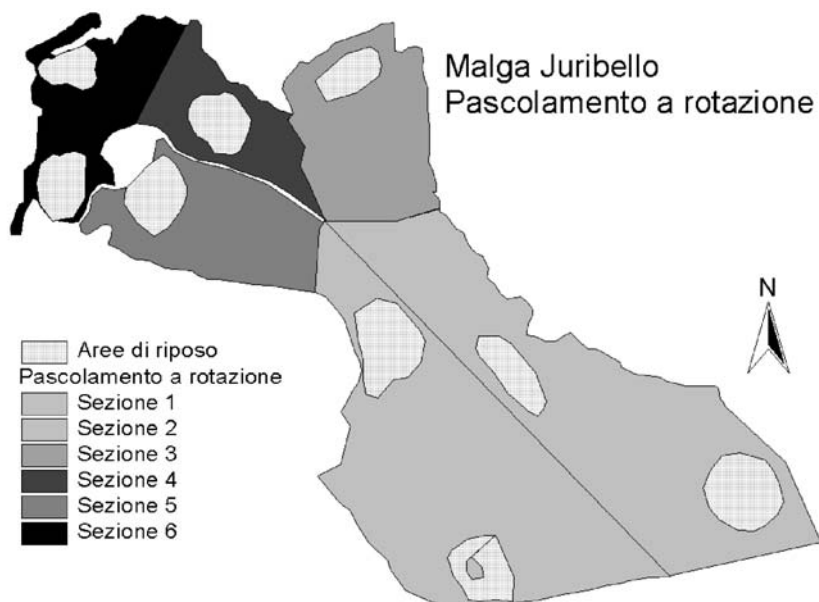 Malga Juribello
Pascolamento a rotazione
N
Aree di riposo
Pascolamento a rotazione
Sezione 1
Sezione 2
Sezione 3
Sezione 4
Sezione 5
Sezione 6